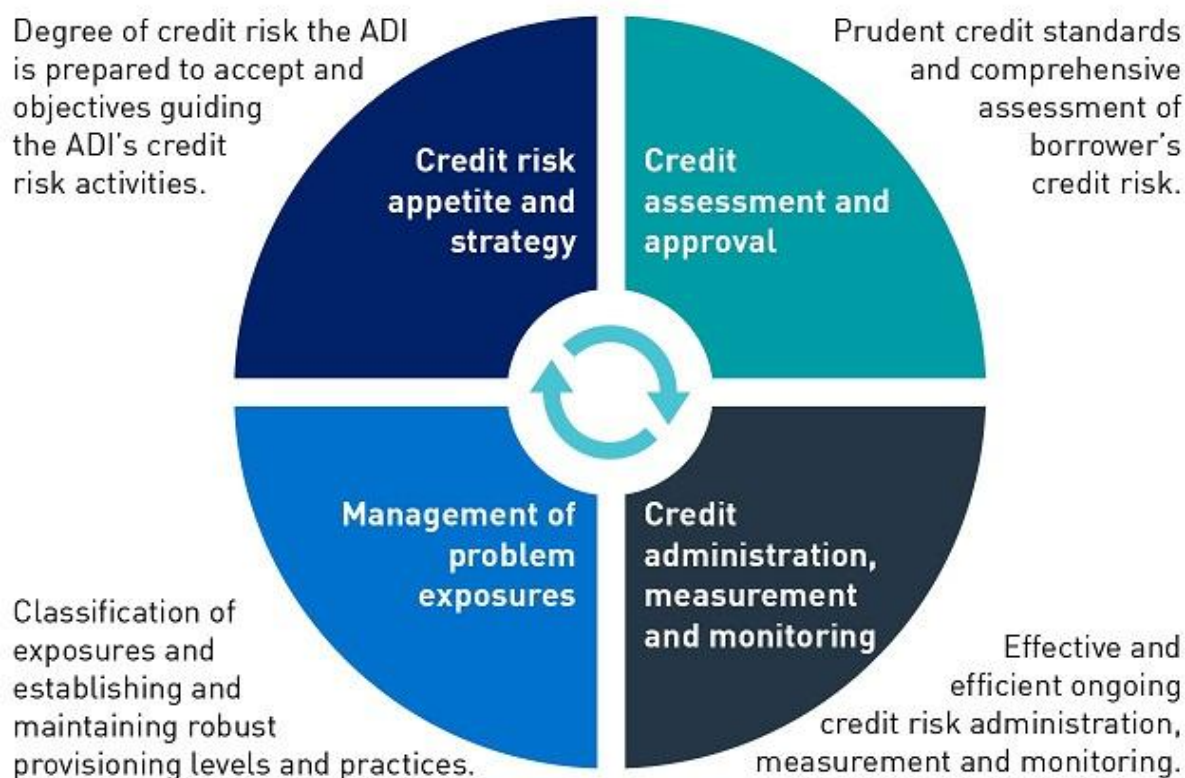 Degree of credit risk the ADI
is prepared to accept and
objectives guiding
the ADI's credit
risk activities.
Credit risk
appetite and
strategy
Prudent credit standards
and comprehensive
assessment of
borrower's
credit risk.
Credit
assessment and
approval
Management of
problem
exposures
Classification of
exposures and
establishing and
maintaining robust
provisioning levels and practices.
Credit
administration,
measurement
and monitoring
Effective and
efficient ongoing
credit risk administration,
measurement and monitoring.